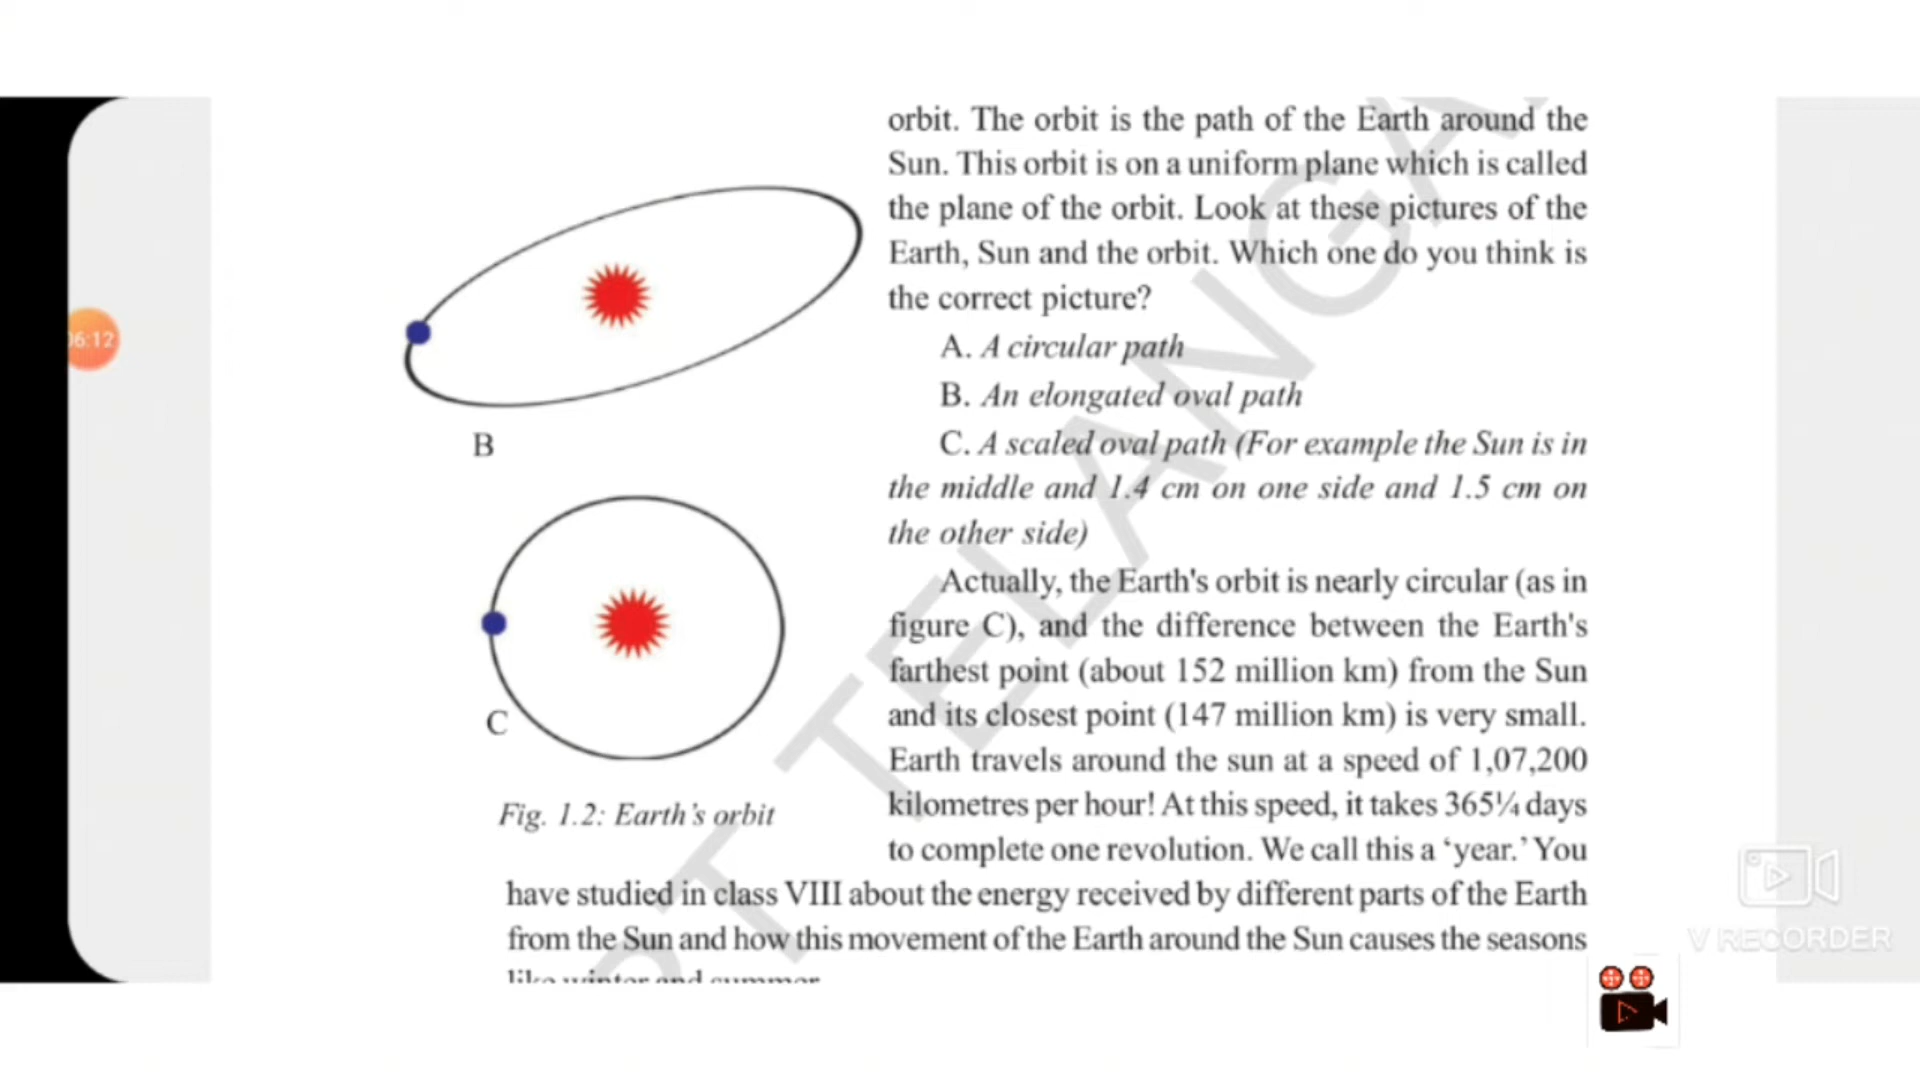 orbit. The orbit is the path of the Earth around the
Sun. This orbit is on a uniform plane which is called
the plane of the orbit. Look at these pictures of the
Earth, Sun and the orbit. Which one do you think is
the correct picture?
A. A circular path
B. An elongated oval path
C. A scaled oval path (For example the Sun is in
the middle and 1.4 cm on one side and 1.5 cm on
the other side)
Actually, the Earth's orbit is nearly circular (as in
figure C), and the difference between the Earth's
farthest point (about 152 million km) from the Sun
and its closest point (147 million km) is very small.
Earth travels around the sun at a speed of 1,07,200
kilometres per hour! At this speed, it takes 365¼ days
to complete one revolution. We call this a ‘year.’ You
have studied in class VIII about the energy received by different parts of the Earth
from the Sun and how this movement of the Earth around the Sun causes the seasons
like winter and summer
B
C
Fig. 1.2: Earth’s orbit
06:12
T TELANGA
V RECORDER